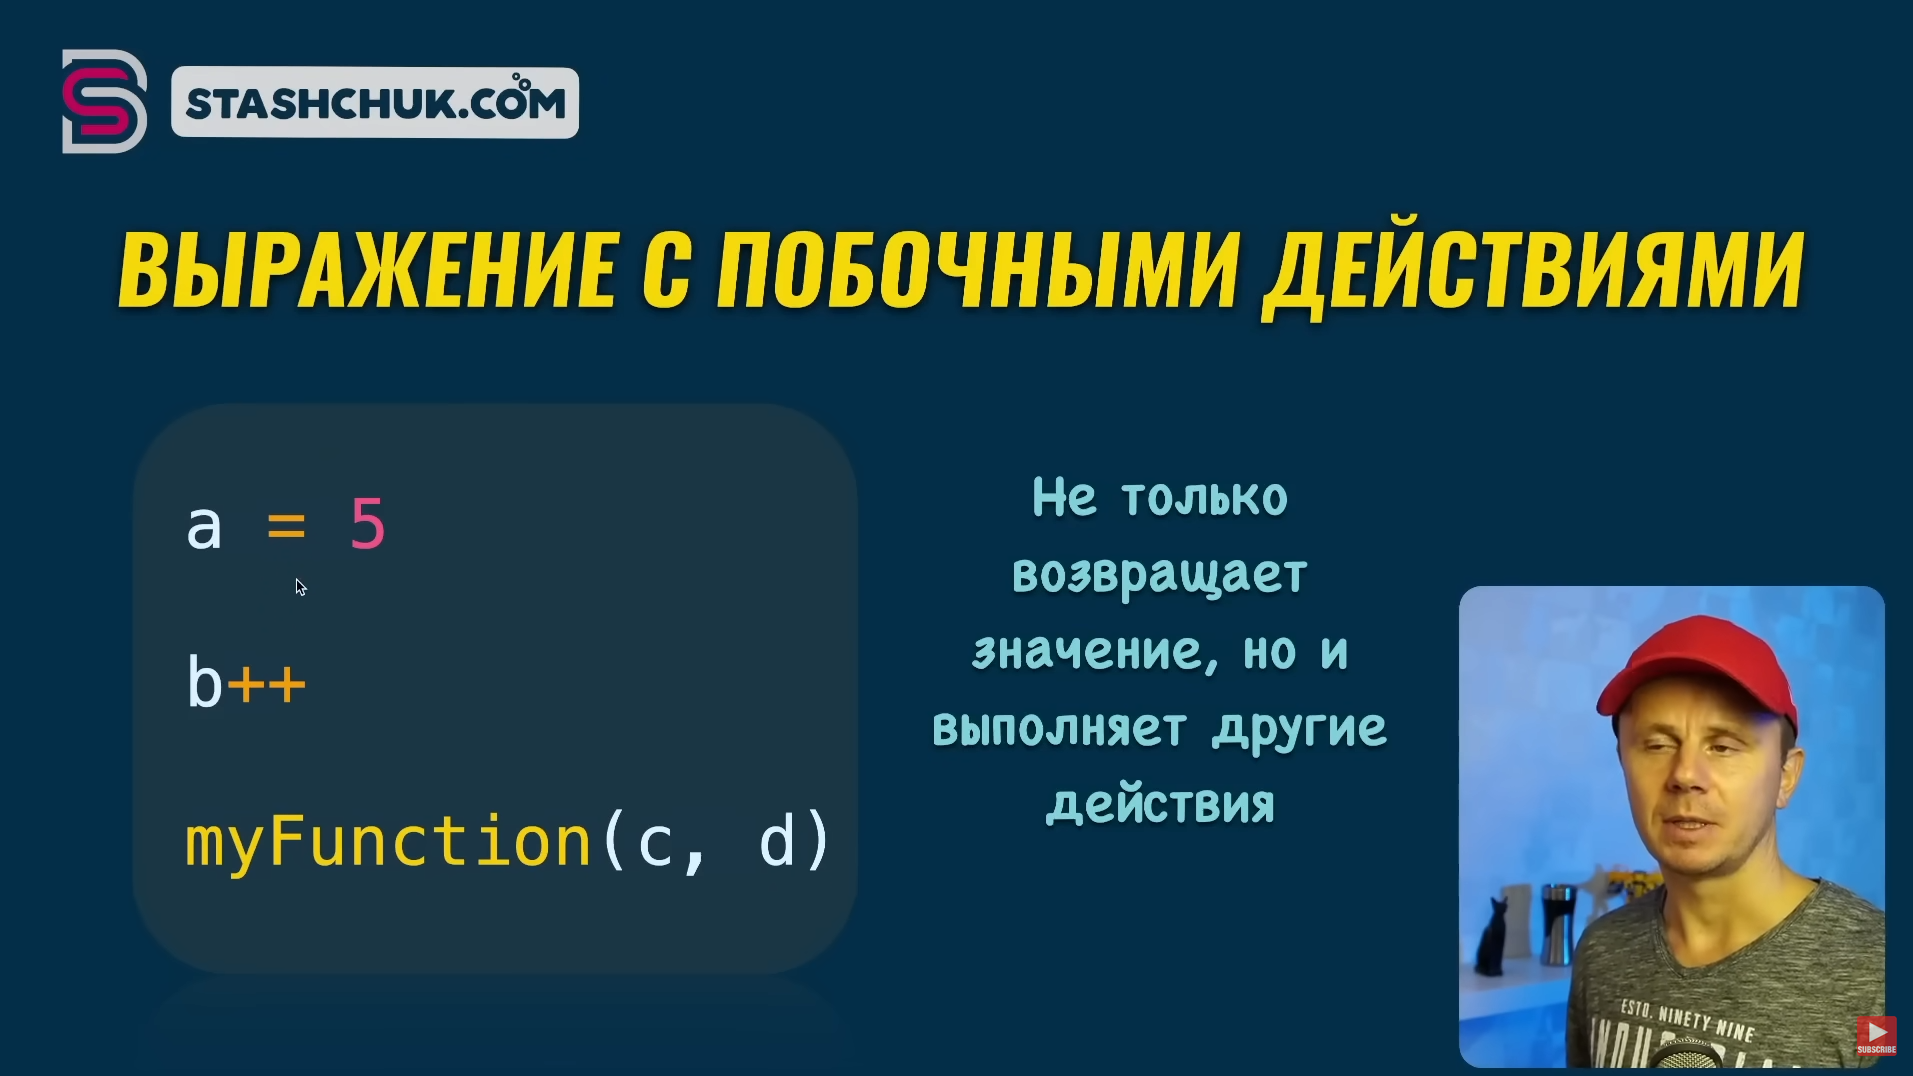 STASHCHUK.COM
ВЫРАЖЕНИЕ С ПОБОЧНЫМИ ДЕЙСТВИЯМИ
a = 5
b++
myFunction(c, d)
Не только
возвращает
значение, но и
выполняет другие
действия
ESTD. NINETY NINE
SUBSCRIBE